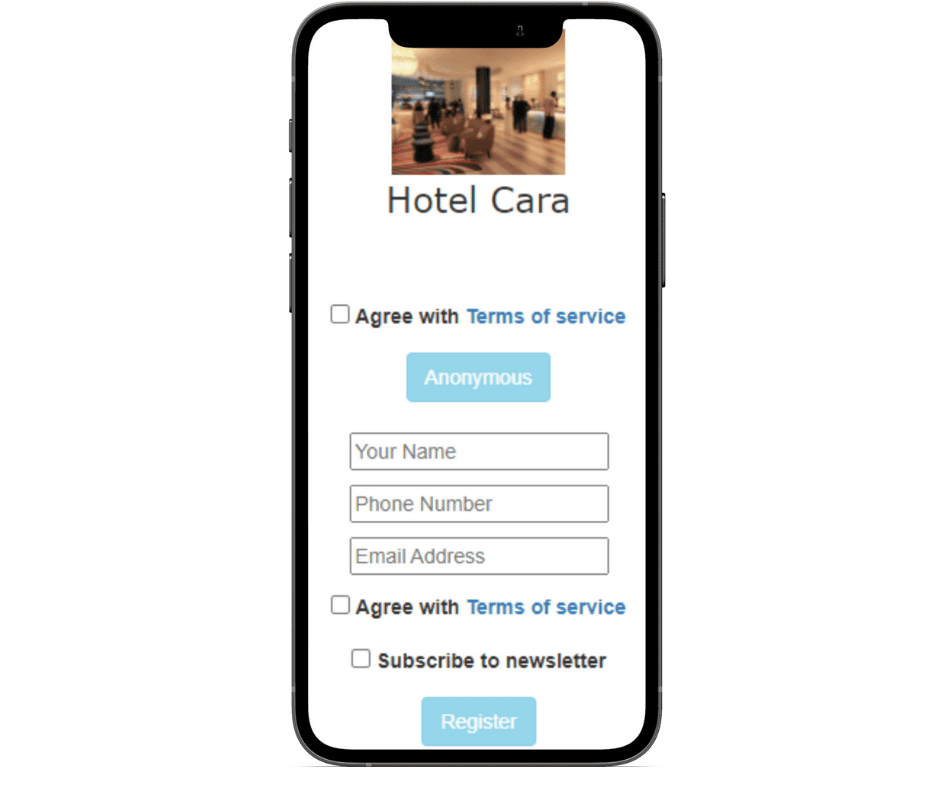 Hotel Cara
Agree with Terms of service
Anonymous
Your Name
Phone Number
Email Address
Agree with Terms of service
Subscribe to newsletter
Register